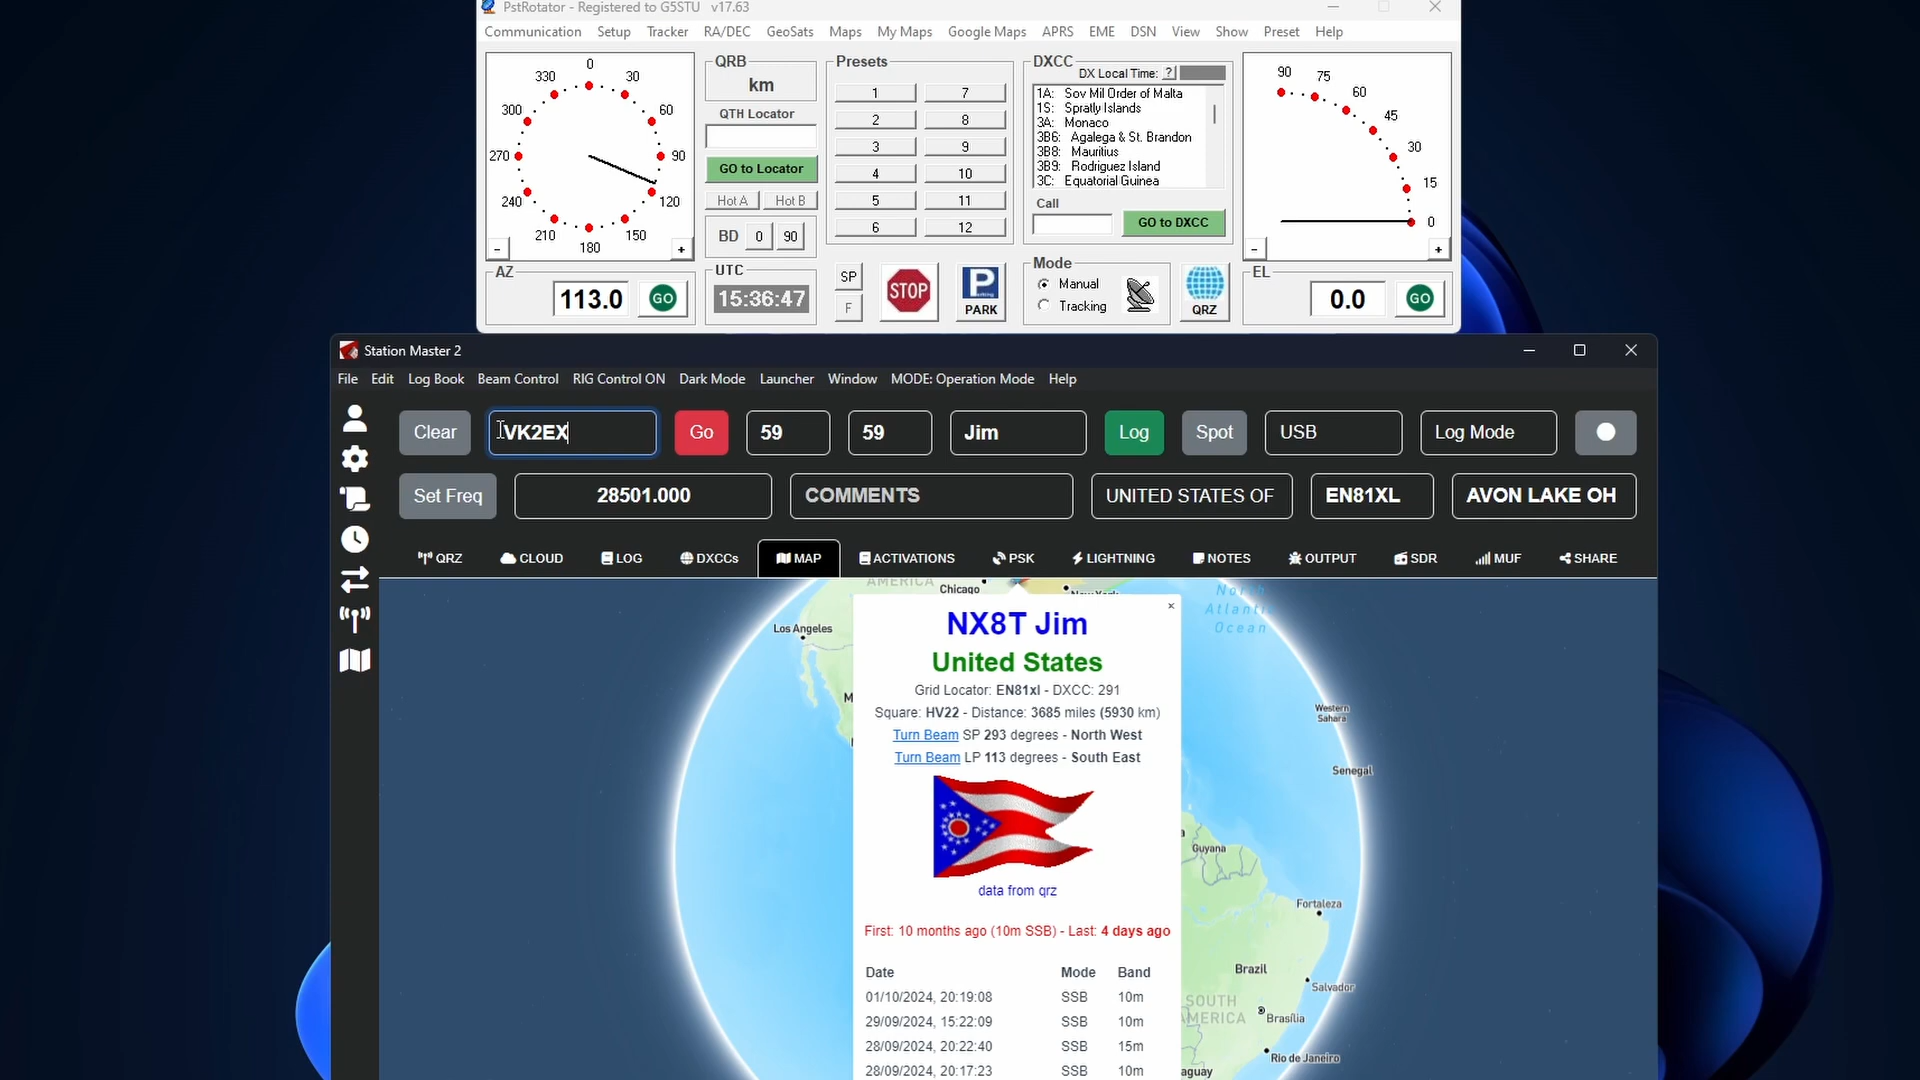 PstRotator - Registered to G5STU v17.63
Communication Setup Tracker RA/DEC GeoSats Maps My Maps Google Maps APRS EME DSN View Show Preset Help
0
30
60
90
120
150
180
210
240
270
300
330
- +
AZ
113.0 GO
QRB
km
QTH Locator
GO to Locator
Hot A Hot B
BD 0 90
UTC
15:36:47
Presets
1 7
2 8
3 9
4 10
5 11
6 12
SP
F
STOP
P
PARK
DXCC
DX Local Time: ?
1A: Sov Mil Order of Malta
1S: Spratly Islands
3A: Monaco
3B6: Agalega & St. Brandon
3B8: Mauritius
3B9: Rodriguez Island
3C: Equatorial Guinea
Call
GO to DXCC
Mode
Manual
Tracking
QRZ
90
75
60
45
30
15
0
- +
EL
0.0 GO
Station Master 2
File Edit Log Book Beam Control RIG Control ON Dark Mode Launcher Window MODE: Operation Mode Help
Clear VK2EX Go 59 59 Jim Log Spot USB Log Mode
Set Freq 28501.000 COMMENTS UNITED STATES OF EN81XL AVON LAKE OH
QRZ CLOUD LOG DXCCs MAP ACTIVATIONS PSK LIGHTNING NOTES OUTPUT SDR MUF SHARE
AMERICA
Chicago
New York
North
Atlantic
Ocean
Los Angeles
M
Western
Sahara
Senegal
Guyana
Fortaleza
Brazil
Salvador
SOUTH
AMERICA
Brasília
Rio de Janeiro
aguay
×
NX8T Jim
United States
Grid Locator: EN81xl - DXCC: 291
Square: HV22 - Distance: 3685 miles (5930 km)
Turn Beam SP 293 degrees - North West
Turn Beam LP 113 degrees - South East
data from qrz
First: 10 months ago (10m SSB) - Last: 4 days ago
Date Mode Band
01/10/2024, 20:19:08 SSB 10m
29/09/2024, 15:22:09 SSB 10m
28/09/2024, 20:22:40 SSB 15m
28/09/2024, 20:17:23 SSB 10m